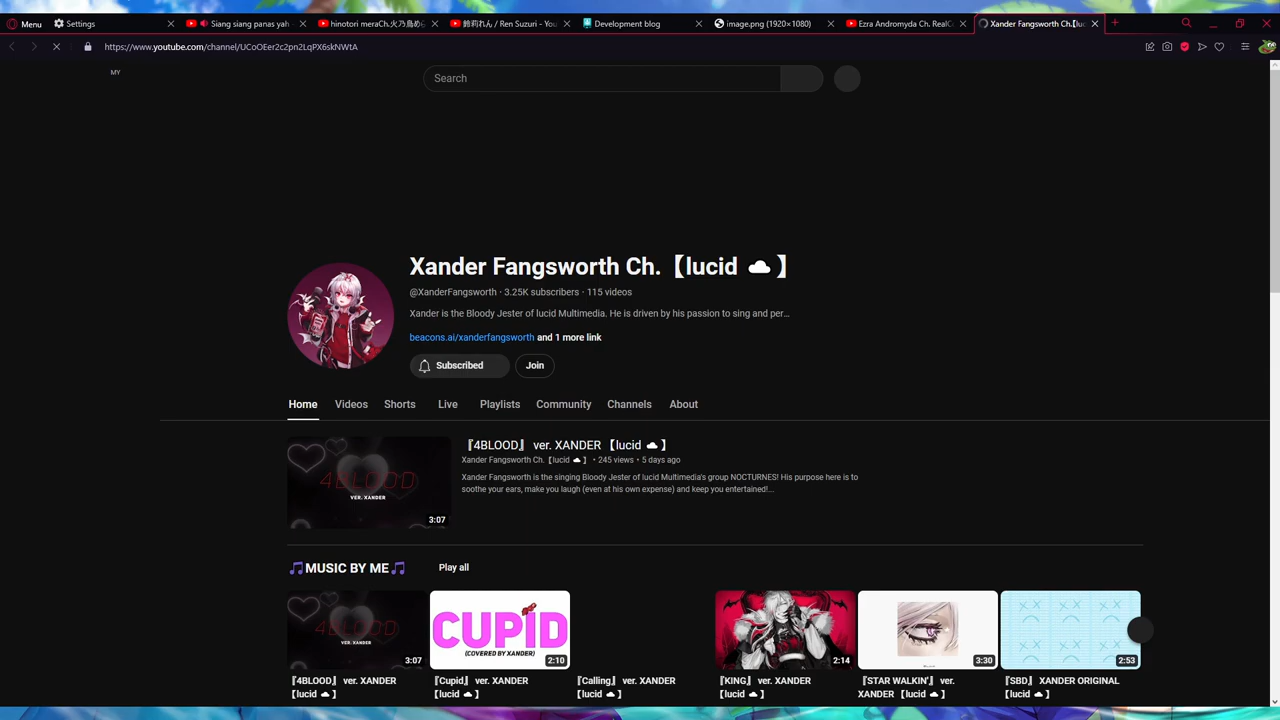 Menu
Settings
Siang siang panas yah
hinotori meraCh.火乃鳥め
鈴莉れん / Ren Suzuri - You
Development blog
image.png (1920×1080)
Ezra Andromyda Ch. RealC
Xander Fangsworth Ch.【luc
https://www.youtube.com/channel/UCoOEer2c2pn2LqPX6skNWtA
MY
Search
Xander Fangsworth Ch.【lucid ☁】
@XanderFangsworth · 3.25K subscribers · 115 videos
Xander is the Bloody Jester of lucid Multimedia. He is driven by his passion to sing and per...
beacons.ai/xanderfangsworth and 1 more link
Subscribed
Join
Home
Videos
Shorts
Live
Playlists
Community
Channels
About
4BLOOD
VER. XANDER
3:07
『4BLOOD』 ver. XANDER 【lucid ☁】
Xander Fangsworth Ch.【lucid ☁】 • 245 views • 5 days ago
Xander Fangsworth is the singing Bloody Jester of lucid Multimedia's group NOCTURNES! His purpose here is to
soothe your ears, make you laugh (even at his own expense) and keep you entertained!...
🎵MUSIC BY ME🎵
Play all
4BLOOD
VER. XANDER
3:07
CUPID
(COVERED BY XANDER)
2:10
2:14
3:30
2:53
『4BLOOD』 ver. XANDER
【lucid ☁】
『Cupid』 ver. XANDER
【lucid ☁】
『Calling』 ver. XANDER
【lucid ☁】
『KING』 ver. XANDER
【lucid ☁】
『STAR WALKIN'』 ver.
XANDER 【lucid ☁】
『SBD』 XANDER ORIGINAL
【lucid ☁】